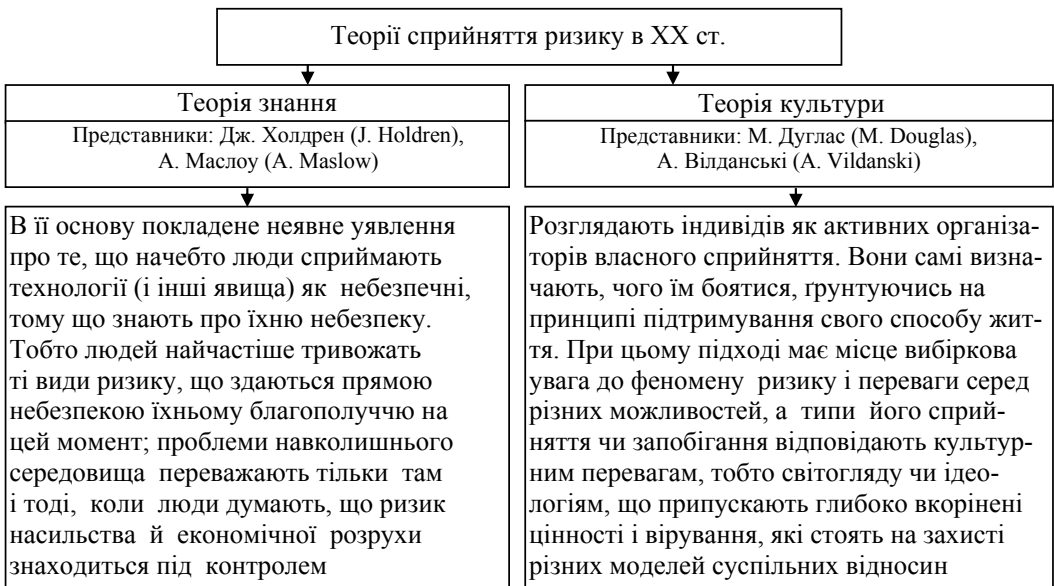 Теорії сприйняття ризику в XX ст.
Теорія знання
Представники: Дж. Холдрен (J. Holdren),
А. Маслоу (A. Maslow)
Теорія культури
Представники: М. Дуглас (M. Douglas),
А. Вілданські (A. Vildanski)
В її основу покладене неявне уявлення
про те, що начебто люди сприймають
технології (і інші явища) як небезпечні,
тому що знають про їхню небезпеку.
Тобто людей найчастіше тривожать
ті види ризику, що здаються прямою
небезпекою їхньому благополуччю на
цей момент; проблеми навколишнього
середовища переважають тільки там
і тоді, коли люди думають, що ризик
насильства й економічної розрухи
знаходиться під контролем
Розглядають індивідів як активних організа-
торів власного сприйняття. Вони самі визна-
чають, чого їм боятися, ґрунтуючись на
принципі підтримування свого способу жит-
тя. При цьому підході має місце вибіркова
увага до феномену ризику і переваги серед
різних можливостей, а типи його сприй-
няття чи запобігання відповідають культур-
ним перевагам, тобто світогляду чи ідео-
логіям, що припускають глибоко вкорінені
цінності і вірування, які стоять на захисті
різних моделей суспільних відносин